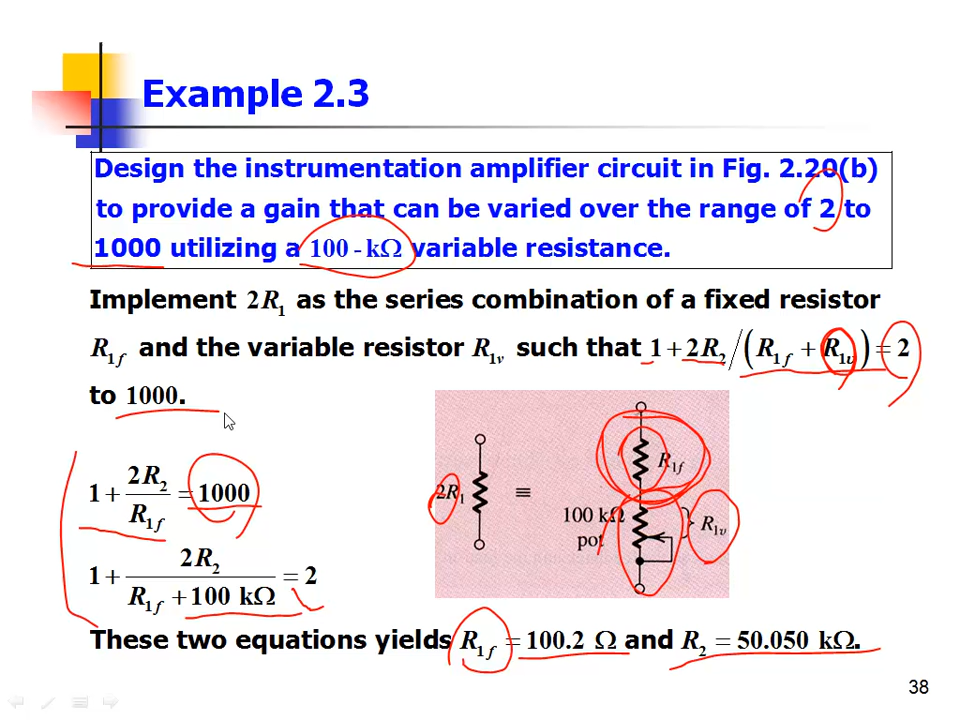 Example 2.3
Design the instrumentation amplifier circuit in Fig. 2.20(b)
to provide a gain that can be varied over the range of 2 to
1000 utilizing a 100 - kΩ variable resistance.
Implement 2R₁ as the series combination of a fixed resistor
R₁f and the variable resistor R₁v such that 1 + 2R₂/(R₁f + R₁v) = 2
to 1000.
1 + 2R₂/R₁f = 1000
1 + 2R₂/(R₁f + 100 kΩ) = 2
2R₁
≡
R₁f
100 kΩ
pot
R₁v
These two equations yields R₁f = 100.2 Ω and R₂ = 50.050 kΩ.
38